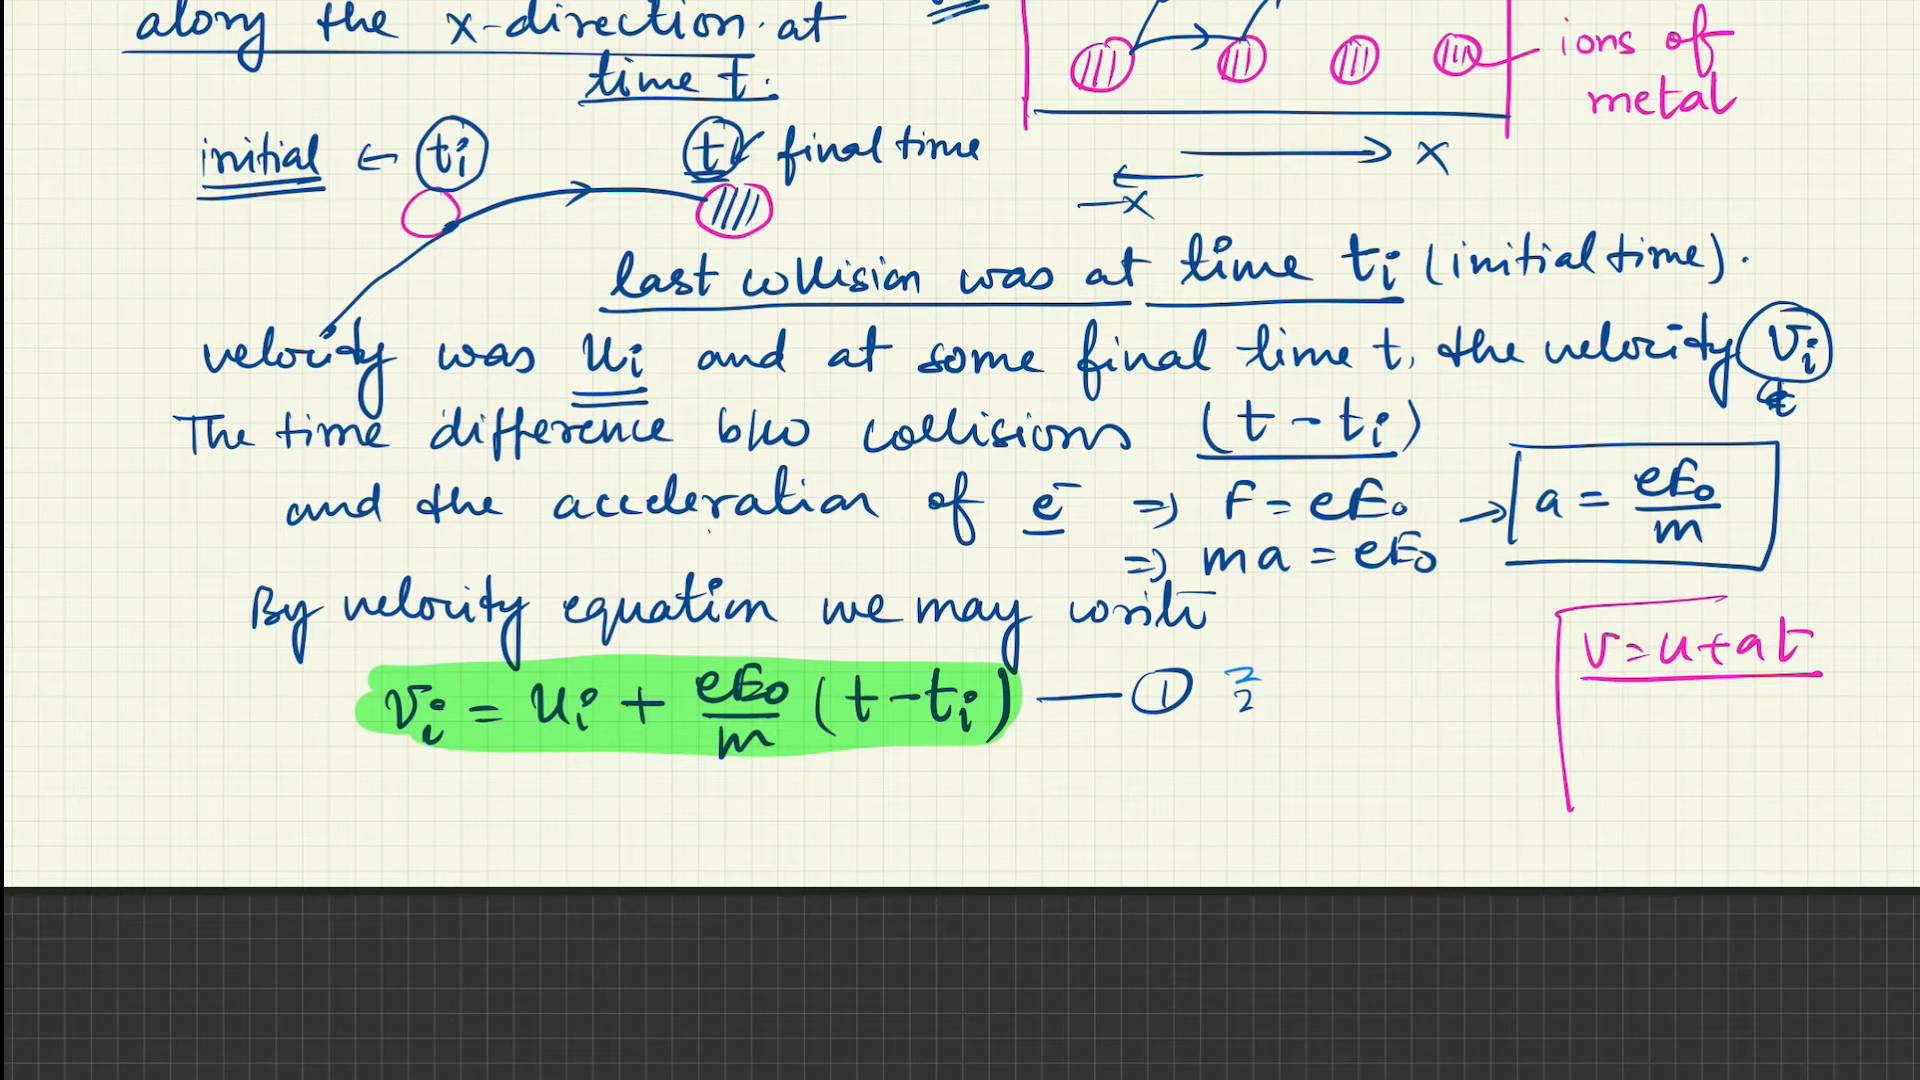 along the x-direction at
time t.
ions of
metal
initial ← ti
t final time
x
-x
last collision was at time ti (initial time).
velocity was ui and at some final time t, the velocity vi
The time difference b/w collisions (t - ti)
and the acceleration of e⁻ ⇒ F = eE₀ → a = eE₀/m
⇒ ma = eE₀
By velocity equation we may write
v = u + at
vi = ui + eE₀/m (t - ti) — ①